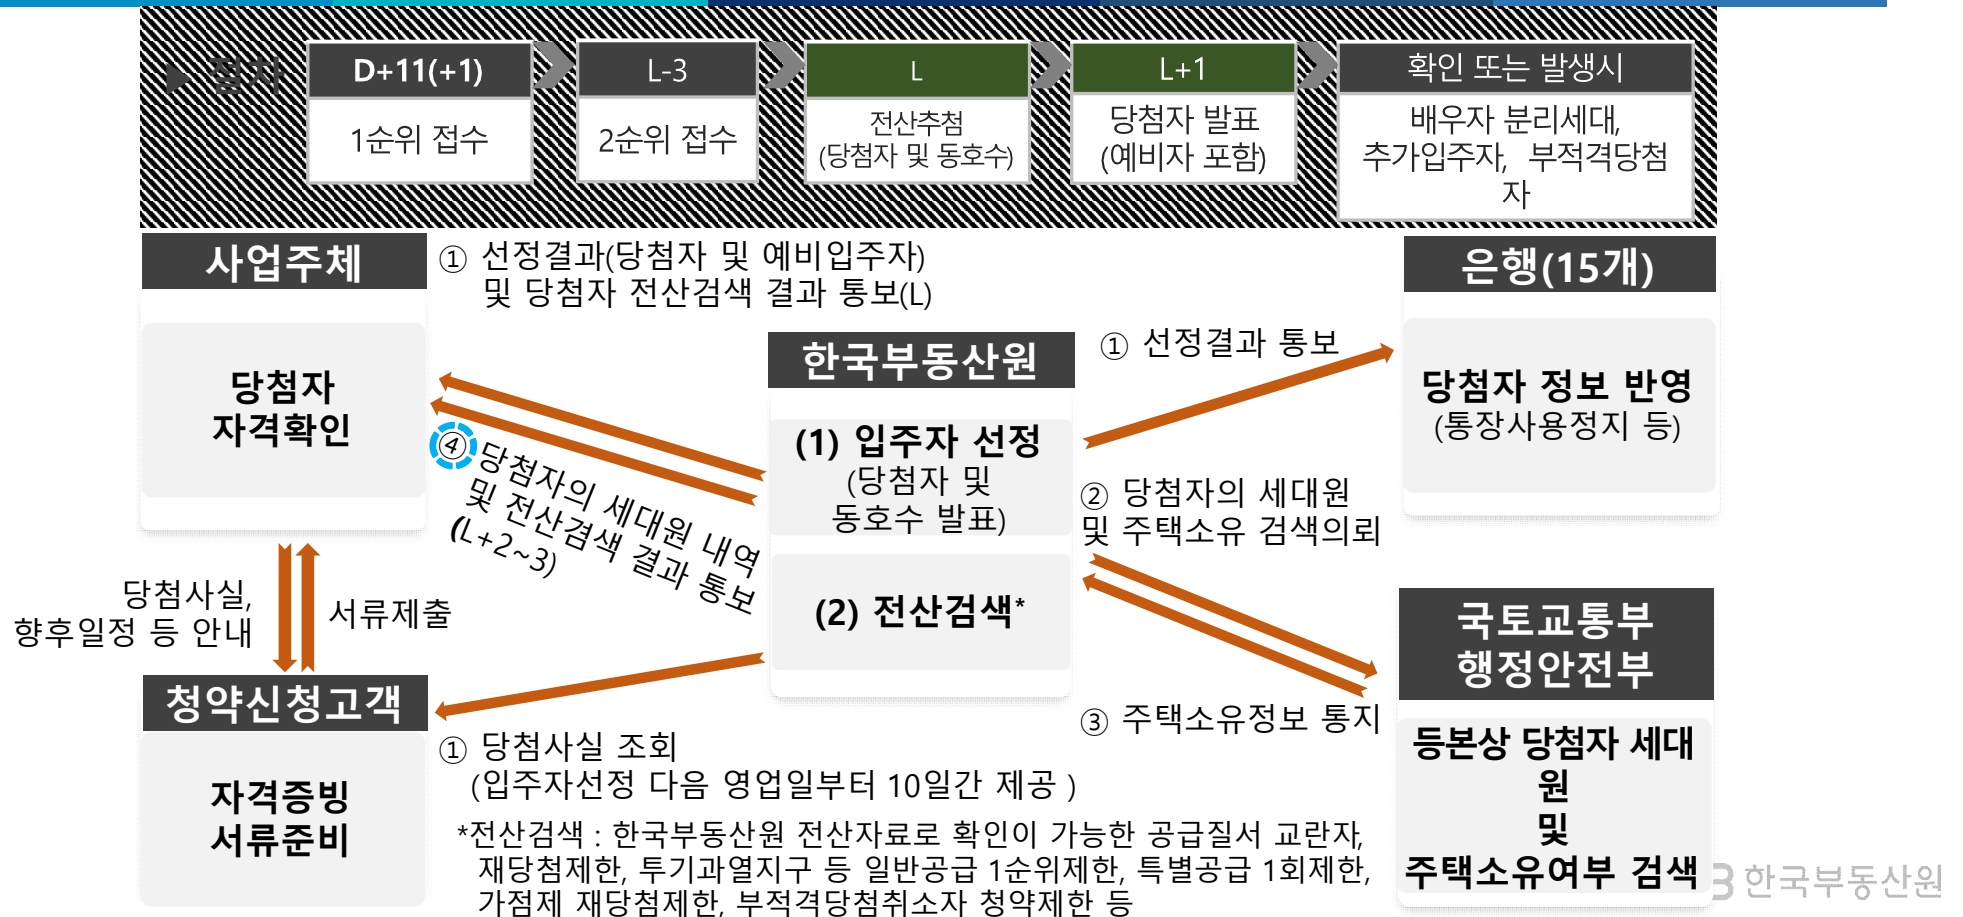 ▶ 절차
D+11(+1)
1순위 접수
L-3
2순위 접수
L
전산추첨
(당첨자 및 동호수)
L+1
당첨자 발표
(예비자 포함)
확인 또는 발생시
배우자 분리세대,
추가입주자, 부적격당첨
자
사업주체
당첨자
자격확인
① 선정결과(당첨자 및 예비입주자)
및 당첨자 전산검색 결과 통보(L)
한국부동산원
(1) 입주자 선정
(당첨자 및
동호수 발표)
(2) 전산검색*
① 선정결과 통보
은행(15개)
당첨자 정보 반영
(통장사용정지 등)
④ 당첨자의 세대원 내역
및 전산겸색 결과 통보
(L+2~3)
② 당첨자의 세대원
및 주택소유 검색의뢰
③ 주택소유정보 통지
국토교통부
행정안전부
등본상 당첨자 세대
원
및
주택소유여부 검색
당첨사실,
향후일정 등 안내
서류제출
청약신청고객
자격증빙
서류준비
① 당첨사실 조회
(입주자선정 다음 영업일부터 10일간 제공 )
*전산검색 : 한국부동산원 전산자료로 확인이 가능한 공급질서 교란자,
재당첨제한, 투기과열지구 등 일반공급 1순위제한, 특별공급 1회제한,
가점제 재당첨제한, 부적격당첨취소자 청약제한 등
한국부동산원